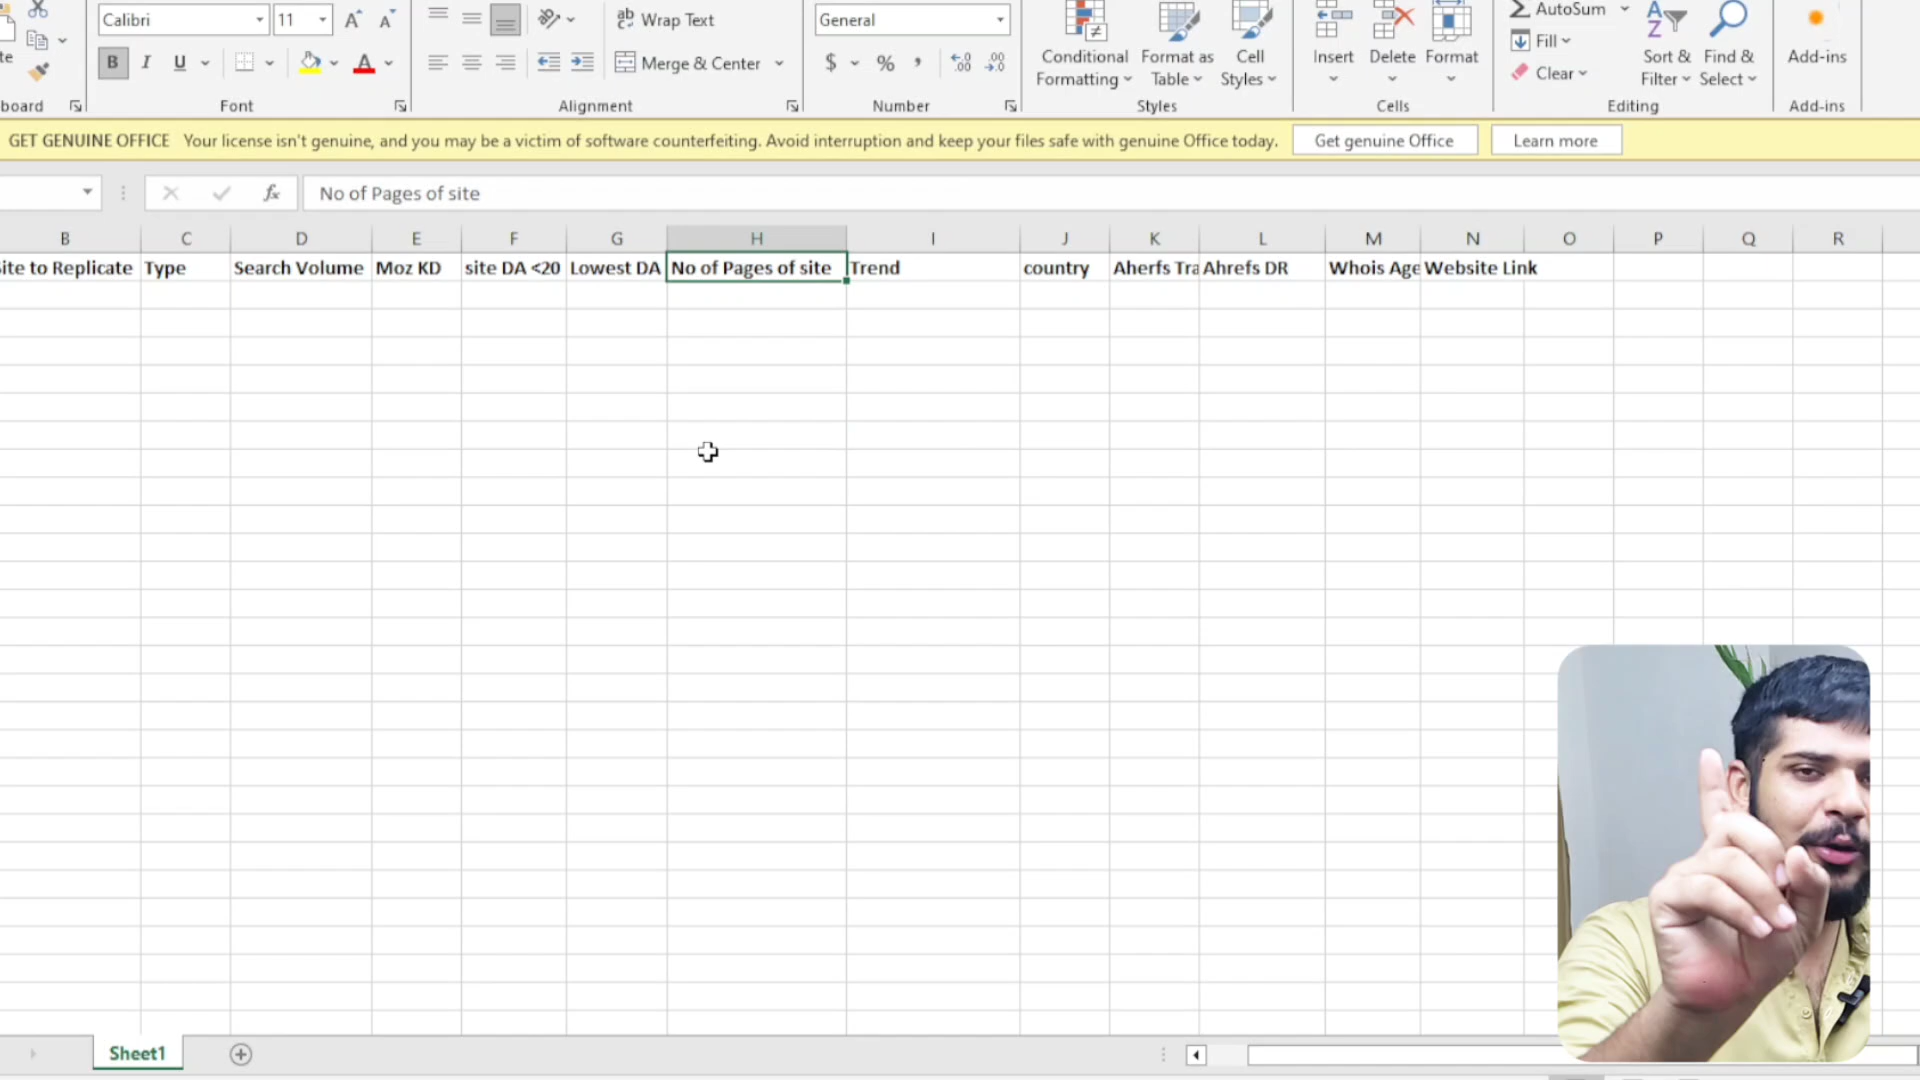 Calibri 11 Wrap Text General Conditional Formatting Format as Table Cell Styles Insert Delete Format AutoSum Fill Clear Sort & Filter Find & Select Add-ins
B I U A Merge & Center $ % ,
board Font Alignment Number Styles Cells Editing Add-ins
GET GENUINE OFFICE Your license isn't genuine, and you may be a victim of software counterfeiting. Avoid interruption and keep your files safe with genuine Office today. Get genuine Office Learn more
fx No of Pages of site
B C D E F G H I J K L M N O P Q R
ite to Replicate Type Search Volume Moz KD site DA <20 Lowest DA No of Pages of site Trend country Aherfs Tra Ahrefs DR Whois Age Website Link
Sheet1